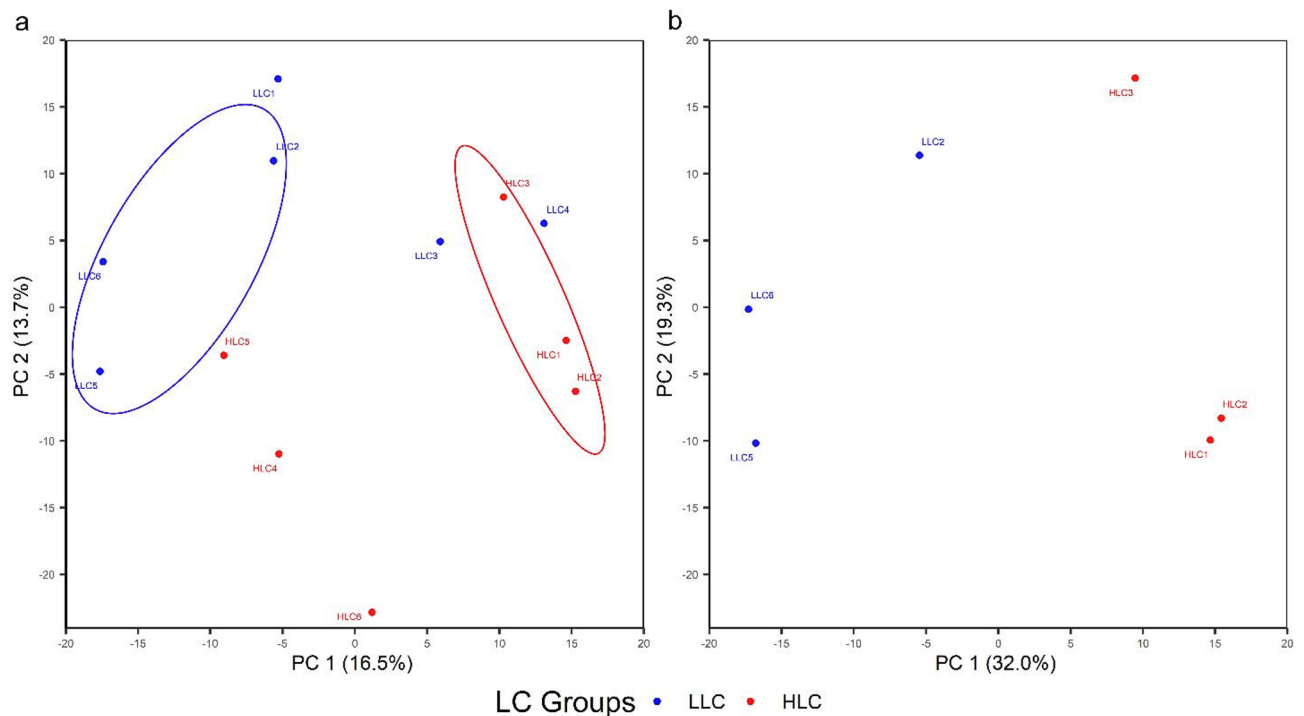 a
b
20
15
10
5
0
-5
-10
-15
-20
PC 2 (13.7%)
LLC1
LLC2
HLC3
LLC4
LLC3
LLC6
HLC5
LLC5
HLC1
HLC2
HLC4
HLC6
-20 -15 -10 -5 0 5 10 15 20
PC 1 (16.5%)
20
15
10
5
0
-5
-10
-15
-20
PC 2 (19.3%)
HLC3
LLC2
LLC6
HLC2
HLC1
LLC5
-20 -15 -10 -5 0 5 10 15 20
PC 1 (32.0%)
LC Groups LLC HLC